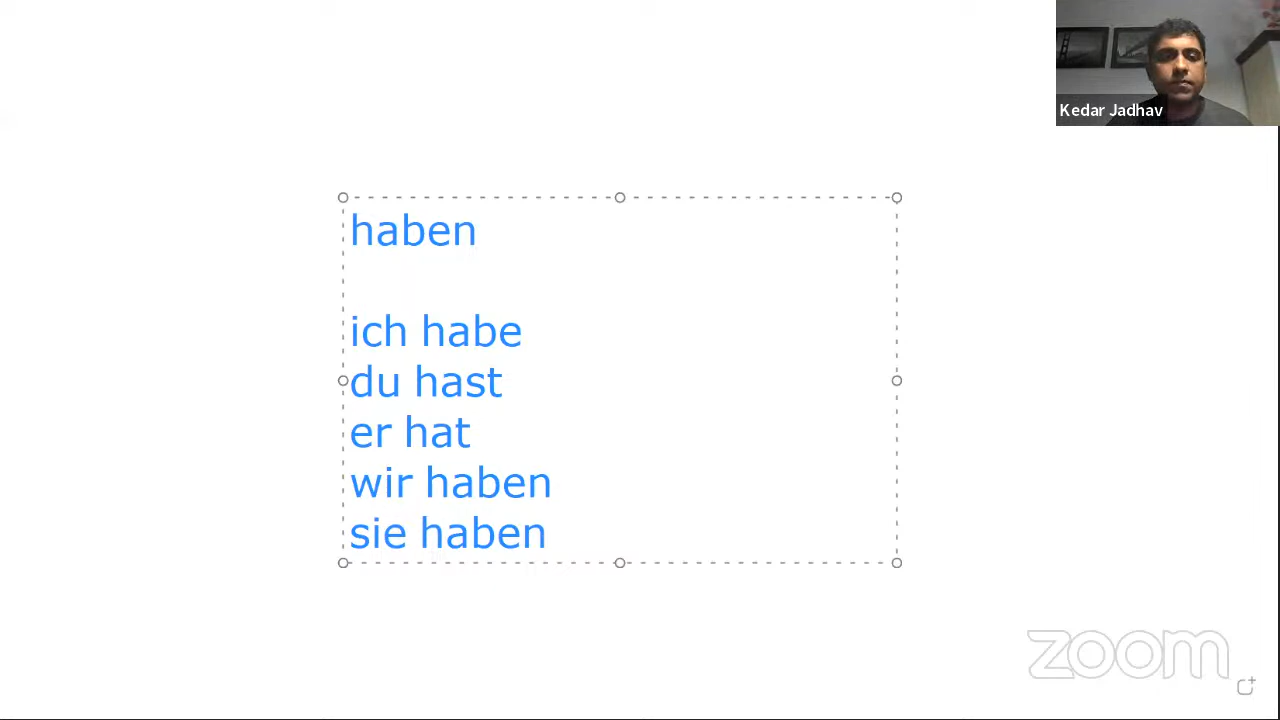 Kedar Jadhav
haben
ich habe
du hast
er hat
wir haben
sie haben
zoom